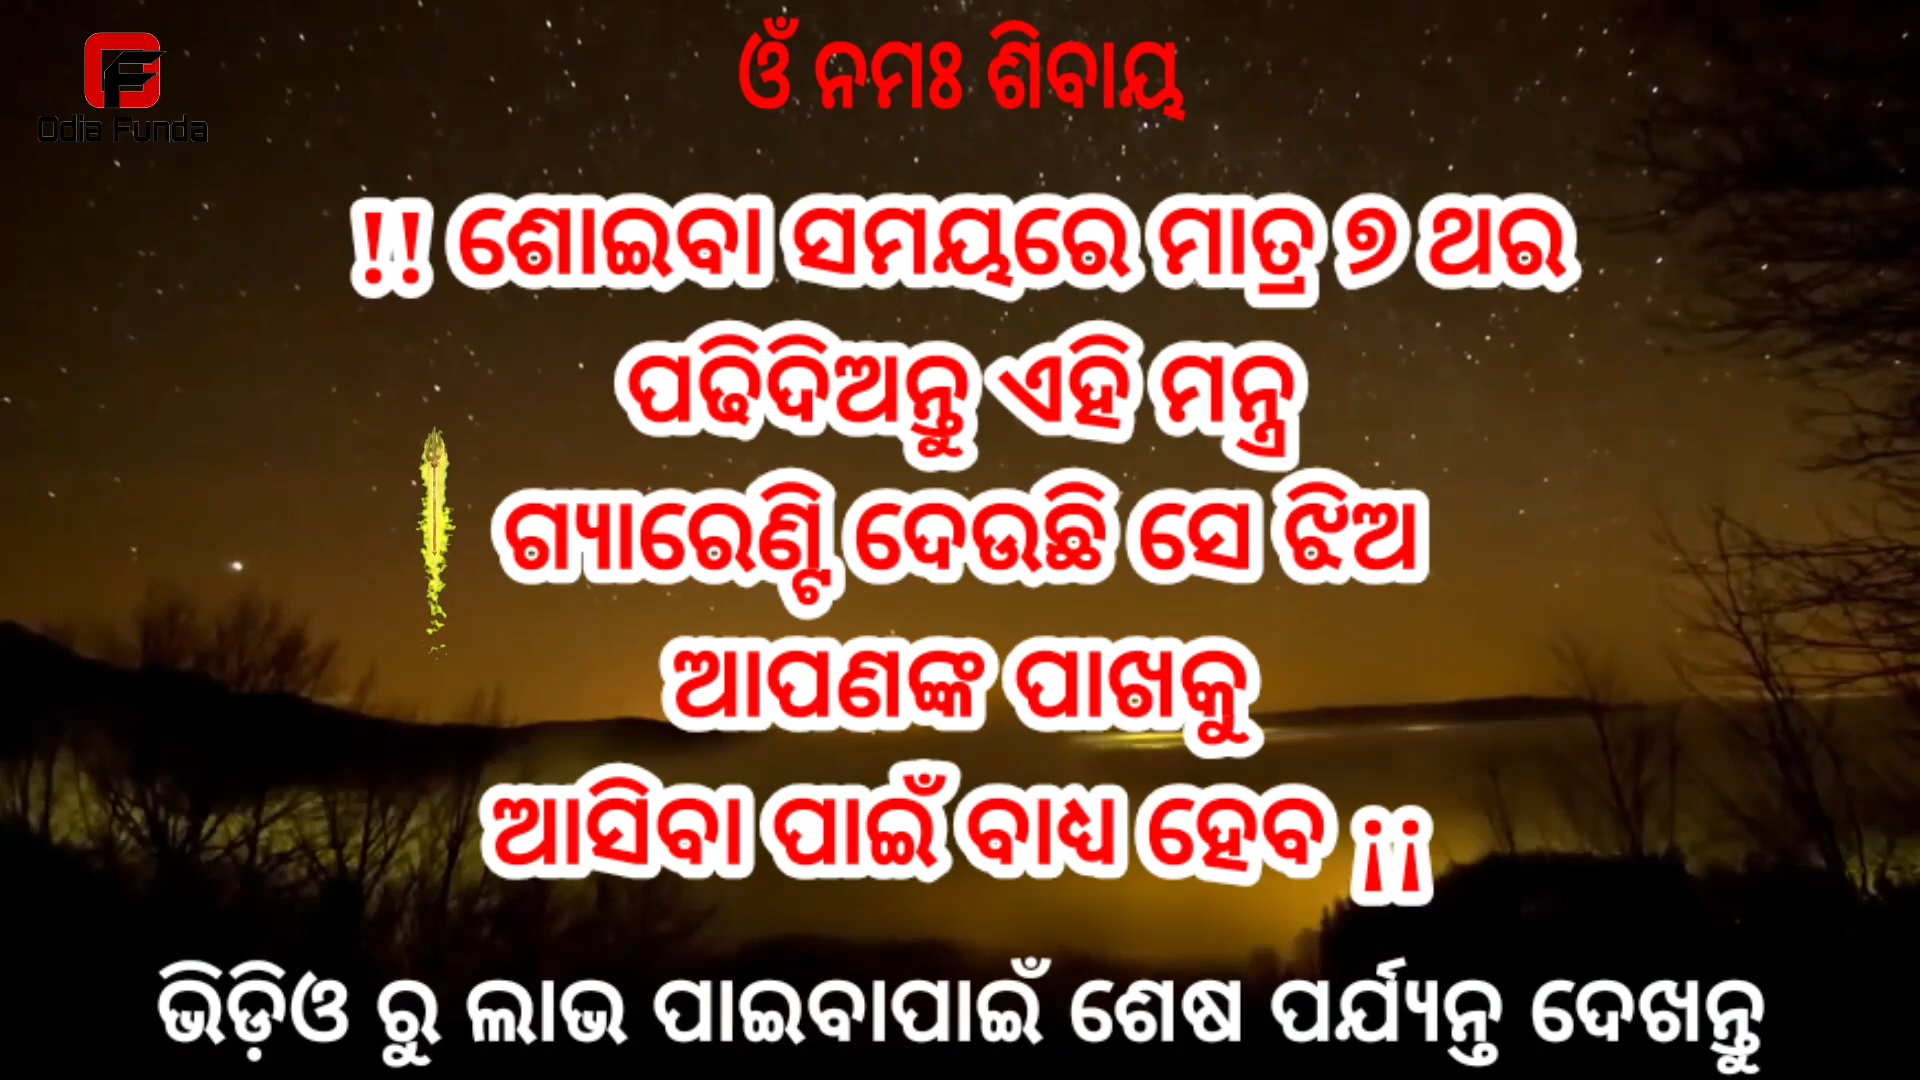 Odia Funda
ଓଁ ନମଃ ଶିବାୟ
!! ଶୋଇବା ସମୟରେ ମାତ୍ର ୭ ଥର
ପଢିଦିଅନ୍ତୁ ଏହି ମନ୍ତ୍ର
ଗ୍ୟାରେଣ୍ଟି ଦେଉଛି ସେ ଝିଅ
ଆପଣଙ୍କ ପାଖକୁ
ଆସିବା ପାଇଁ ବାଧ୍ୟ ହେବ ¡¡
ଭିଡ଼ିଓ ରୁ ଲାଭ ପାଇବାପାଇଁ ଶେଷ ପର୍ଯ୍ୟନ୍ତ ଦେଖନ୍ତୁ